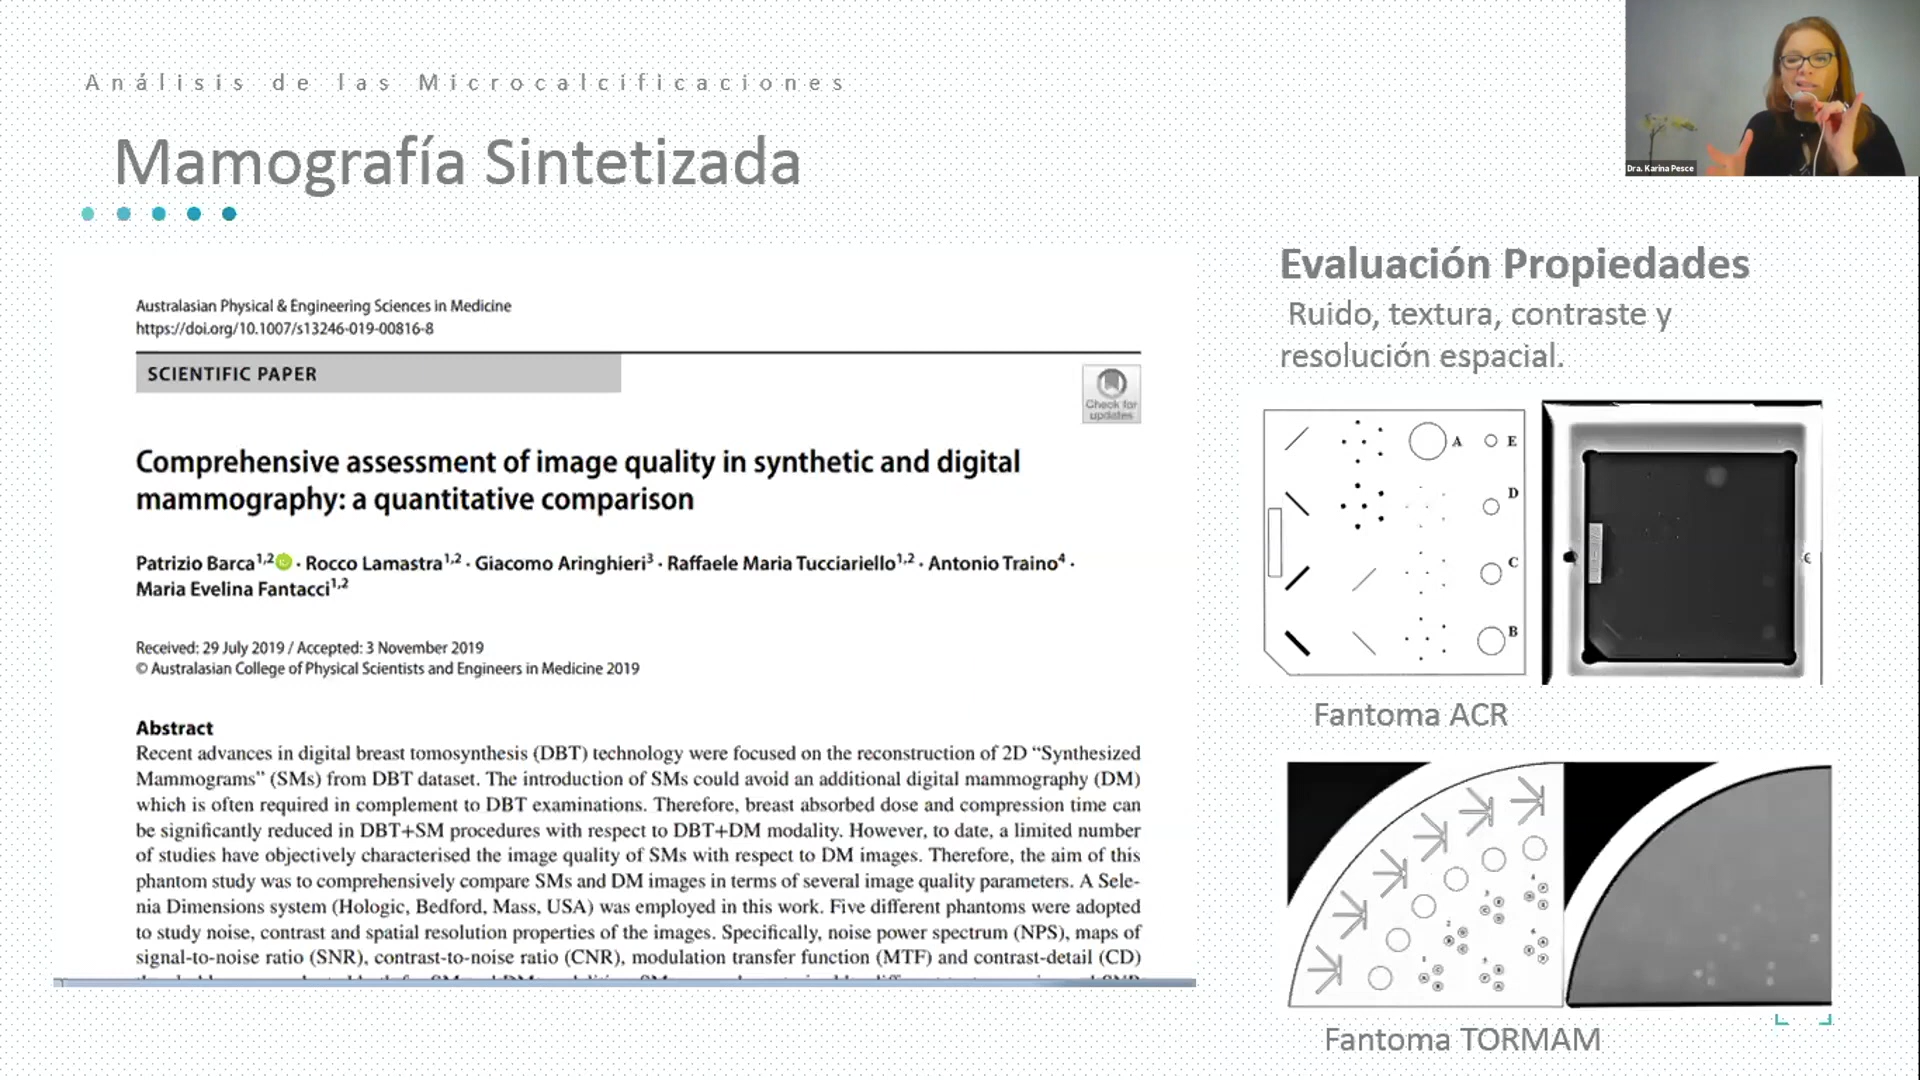 Análisis de las Microcalcificaciones
Mamografía Sintetizada
Dra. Karina Pesce
Australasian Physical & Engineering Sciences in Medicine
https://doi.org/10.1007/s13246-019-00816-8
SCIENTIFIC PAPER
Check for
updates
Comprehensive assessment of image quality in synthetic and digital
mammography: a quantitative comparison
Patrizio Barca1,2 · Rocco Lamastra1,2 · Giacomo Aringhieri3 · Raffaele Maria Tucciariello1,2 · Antonio Traino4 ·
Maria Evelina Fantacci1,2
Received: 29 July 2019 / Accepted: 3 November 2019
© Australasian College of Physical Scientists and Engineers in Medicine 2019
Abstract
Recent advances in digital breast tomosynthesis (DBT) technology were focused on the reconstruction of 2D “Synthesized
Mammograms” (SMs) from DBT dataset. The introduction of SMs could avoid an additional digital mammography (DM)
which is often required in complement to DBT examinations. Therefore, breast absorbed dose and compression time can
be significantly reduced in DBT+SM procedures with respect to DBT+DM modality. However, to date, a limited number
of studies have objectively characterised the image quality of SMs with respect to DM images. Therefore, the aim of this
phantom study was to comprehensively compare SMs and DM images in terms of several image quality parameters. A Sele-
nia Dimensions system (Hologic, Bedford, Mass, USA) was employed in this work. Five different phantoms were adopted
to study noise, contrast and spatial resolution properties of the images. Specifically, noise power spectrum (NPS), maps of
signal-to-noise ratio (SNR), contrast-to-noise ratio (CNR), modulation transfer function (MTF) and contrast-detail (CD)
Evaluación Propiedades
Ruido, textura, contraste y
resolución espacial.
A E
D
C
B
Fantoma ACR
Fantoma TORMAM